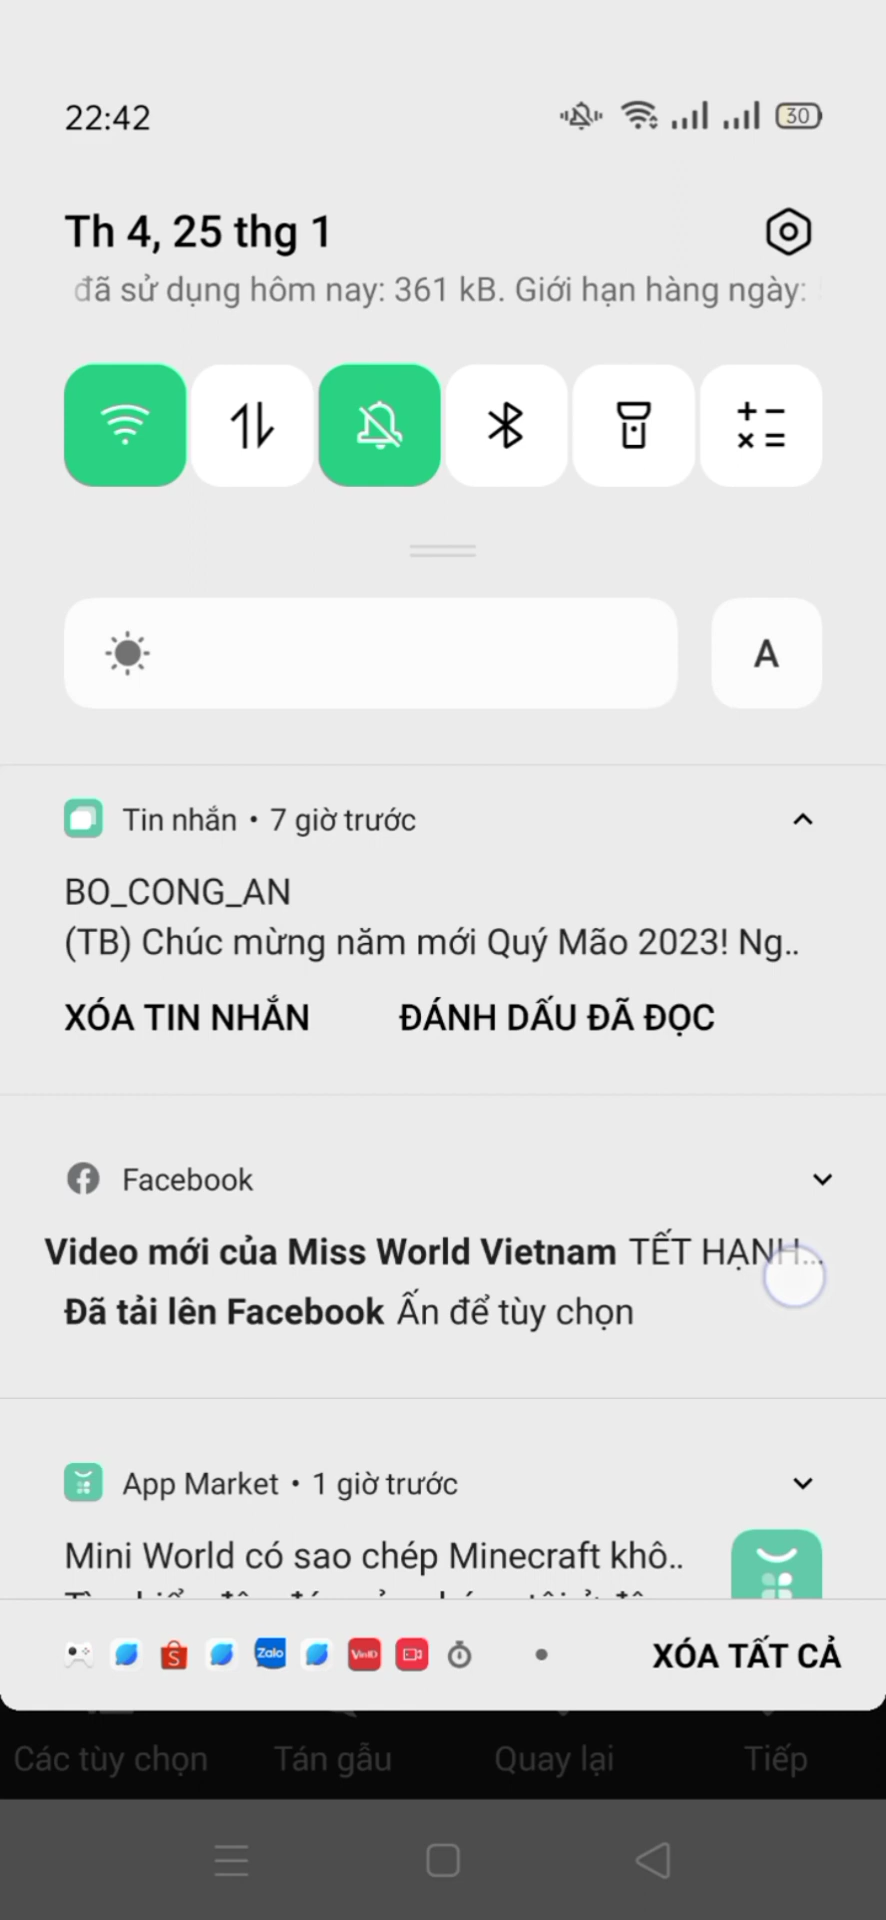 22:42
30
Th 4, 25 thg 1
đã sử dụng hôm nay: 361 kB. Giới hạn hàng ngày:
A
Tin nhắn • 7 giờ trước
BO_CONG_AN
(TB) Chúc mừng năm mới Quý Mão 2023! Ng..
XÓA TIN NHẮN ĐÁNH DẤU ĐÃ ĐỌC
Facebook
Video mới của Miss World Vietnam TẾT HẠNH...
Đã tải lên Facebook Ấn để tùy chọn
App Market • 1 giờ trước
Mini World có sao chép Minecraft khô..
Zalo VinID XÓA TẤT CẢ
Các tùy chọn Tán gẫu Quay lại Tiếp